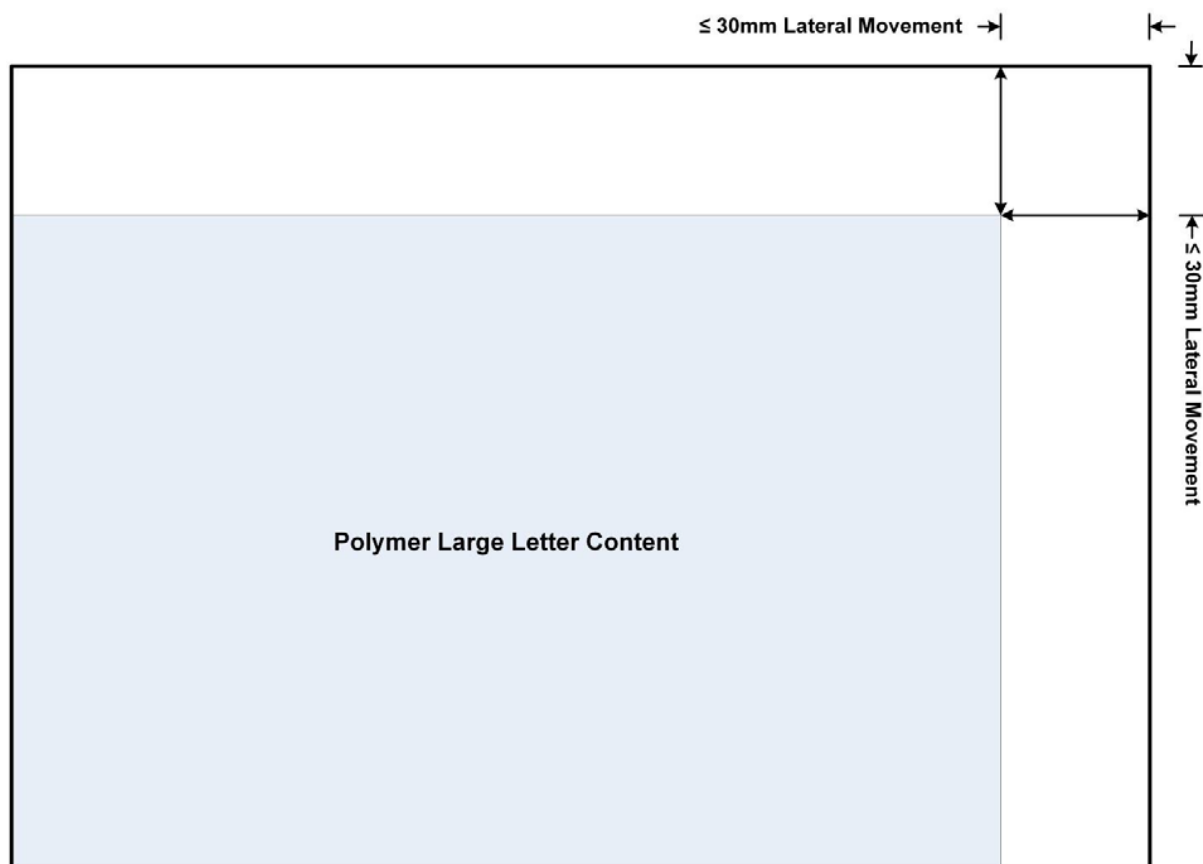 ≤ 30mm Lateral Movement
≤ 30mm Lateral Movement
Polymer Large Letter Content